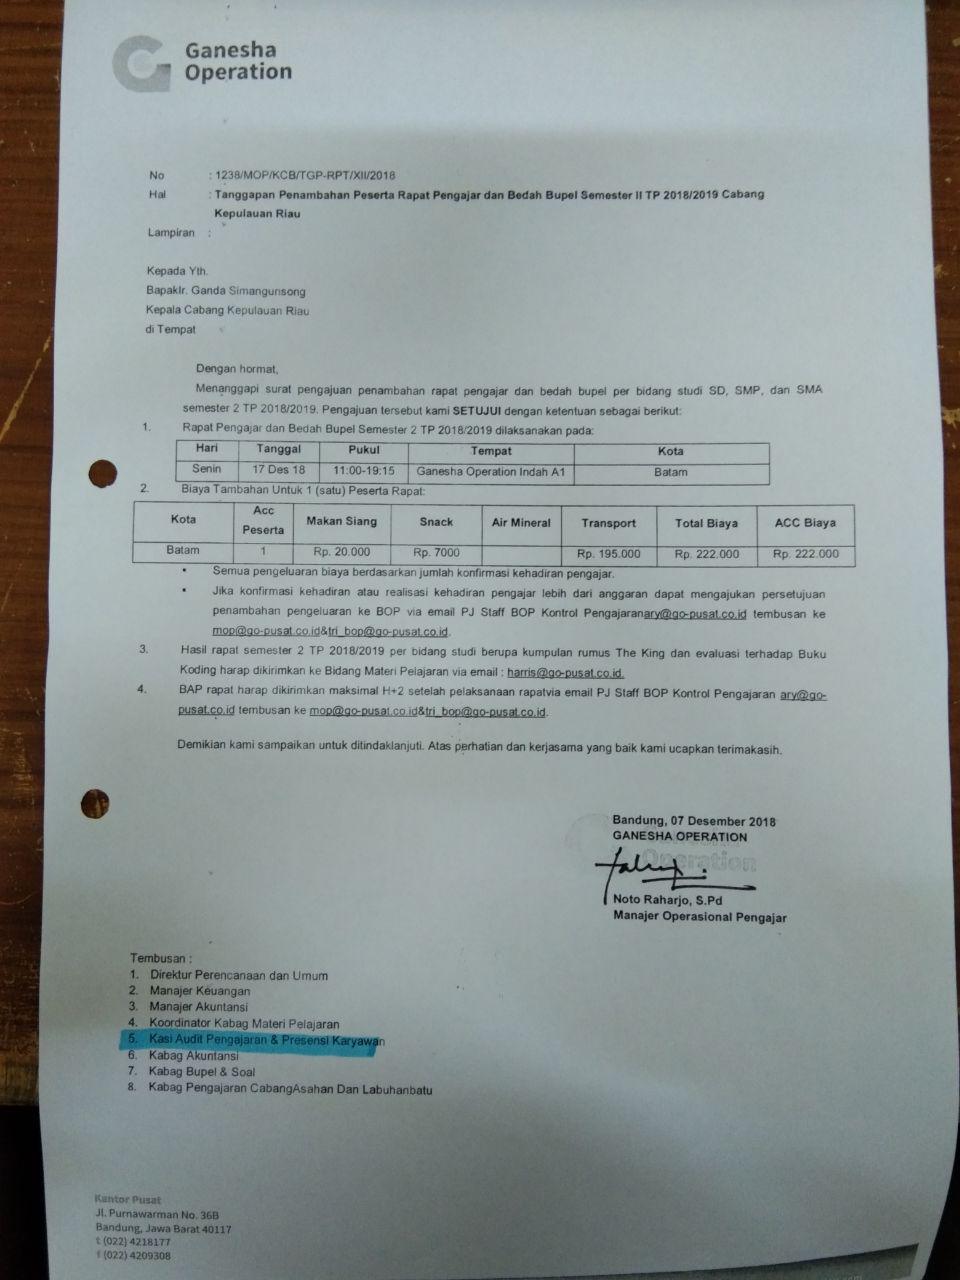 Ganesha
Operation
No : 1238/MOP/KCB/TGP-RPT/XII/2018
Hal : Tanggapan Penambahan Peserta Rapat Pengajar dan Bedah Bupel Semester II TP 2018/2019 Cabang
Kepulauan Riau
Lampiran :
Kepada Yth.
BapakIr. Ganda Simangunsong
Kepala Cabang Kepulauan Riau
di Tempat
Dengan hormat,
Menanggapi surat pengajuan penambahan rapat pengajar dan bedah bupel per bidang studi SD, SMP, dan SMA
semester 2 TP 2018/2019. Pengajuan tersebut kami SETUJUI dengan ketentuan sebagai berikut:
1. Rapat Pengajar dan Bedah Bupel Semester 2 TP 2018/2019 dilaksanakan pada:
Hari Tanggal Pukul Tempat Kota
Senin 17 Des 18 11:00-19:15 Ganesha Operation Indah A1 Batam
2. Biaya Tambahan Untuk 1 (satu) Peserta Rapat:
Kota Acc Peserta Makan Siang Snack Air Mineral Transport Total Biaya ACC Biaya
Batam 1 Rp. 20.000 Rp. 7000 Rp. 195.000 Rp. 222.000 Rp. 222.000
• Semua pengeluaran biaya berdasarkan jumlah konfirmasi kehadiran pengajar.
• Jika konfirmasi kehadiran atau realisasi kehadiran pengajar lebih dari anggaran dapat mengajukan persetujuan
penambahan pengeluaran ke BOP via email PJ Staff BOP Kontrol Pengajaranary@go-pusat.co.id tembusan ke
mop@go-pusat.co.id&tri_bop@go-pusat.co.id.
3. Hasil rapat semester 2 TP 2018/2019 per bidang studi berupa kumpulan rumus The King dan evaluasi terhadap Buku
Koding harap dikirimkan ke Bidang Materi Pelajaran via email : harris@go-pusat.co.id.
4. BAP rapat harap dikirimkan maksimal H+2 setelah pelaksanaan rapatvia email PJ Staff BOP Kontrol Pengajaran ary@go-
pusat.co.id tembusan ke mop@go-pusat.co.id&tri_bop@go-pusat.co.id.
Demikian kami sampaikan untuk ditindaklanjuti. Atas perhatian dan kerjasama yang baik kami ucapkan terimakasih.
Bandung, 07 Desember 2018
GANESHA OPERATION
Operation
Noto Raharjo, S.Pd
Manajer Operasional Pengajar
Tembusan :
1. Direktur Perencanaan dan Umum
2. Manajer Keuangan
3. Manajer Akuntansi
4. Koordinator Kabag Materi Pelajaran
5. Kasi Audit Pengajaran & Presensi Karyawan
6. Kabag Akuntansi
7. Kabag Bupel & Soal
8. Kabag Pengajaran CabangAsahan Dan Labuhanbatu
Kantor Pusat
Jl. Purnawarman No. 36B
Bandung, Jawa Barat 40117
t (022) 4218177
f (022) 4209308